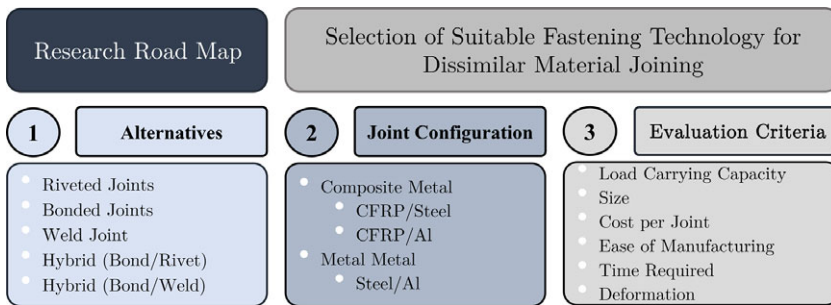 Research Road Map
Selection of Suitable Fastening Technology for
Dissimilar Material Joining
1
Alternatives
Riveted Joints
Bonded Joints
Weld Joint
Hybrid (Bond/Rivet)
Hybrid (Bond/Weld)
2
Joint Configuration
Composite Metal
CFRP/Steel
CFRP/Al
Metal Metal
Steel/Al
3
Evaluation Criteria
Load Carrying Capacity
Size
Cost per Joint
Ease of Manufacturing
Time Required
Deformation